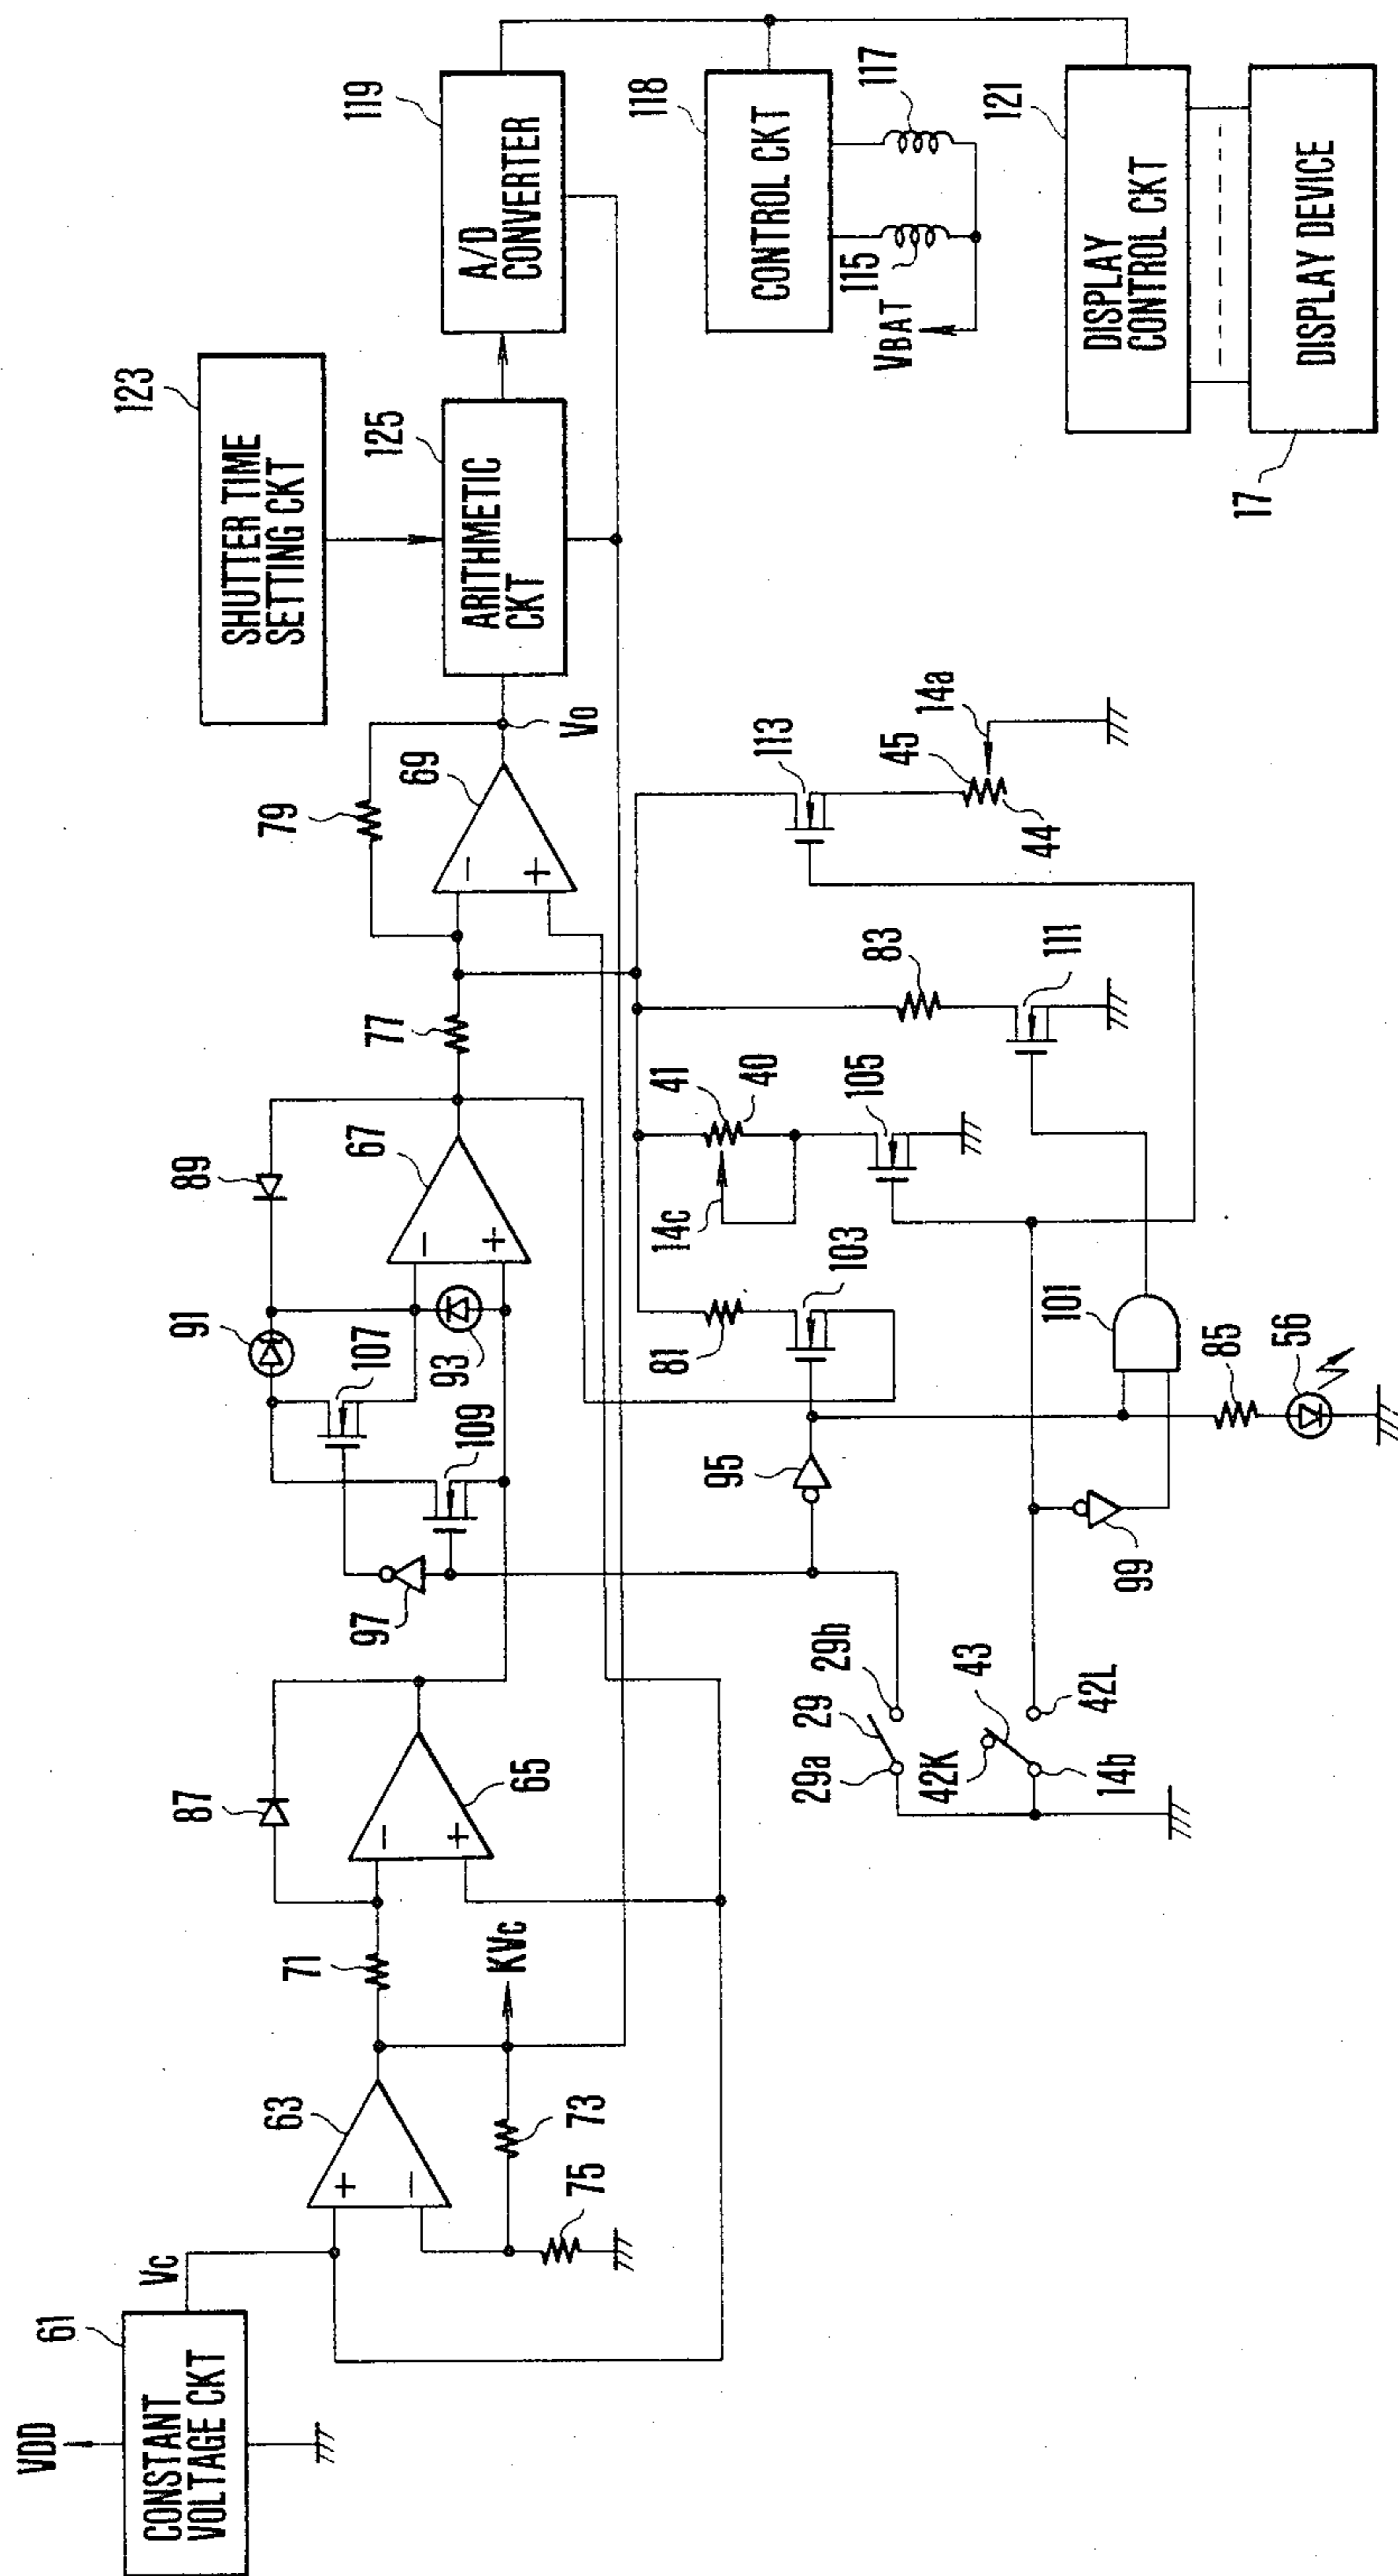 VDD
61
CONSTANT
VOLTAGE CKT
Vc
63
+
−
75
73
71
KVc
87
−
+
65
97
109
107
91
93
89
−
+
67
77
79
−
+
69
Vo
123
SHUTTER TIME
SETTING CKT
125
ARITHMETIC
CKT
119
A/D
CONVERTER
118
CONTROL CKT
115
117
VBAT
121
DISPLAY
CONTROL CKT
DISPLAY DEVICE
17
29a
29
29b
42K
43
14b
42L
95
99
81
103
14c
41
40
105
101
85
56
83
111
113
45
44
14a